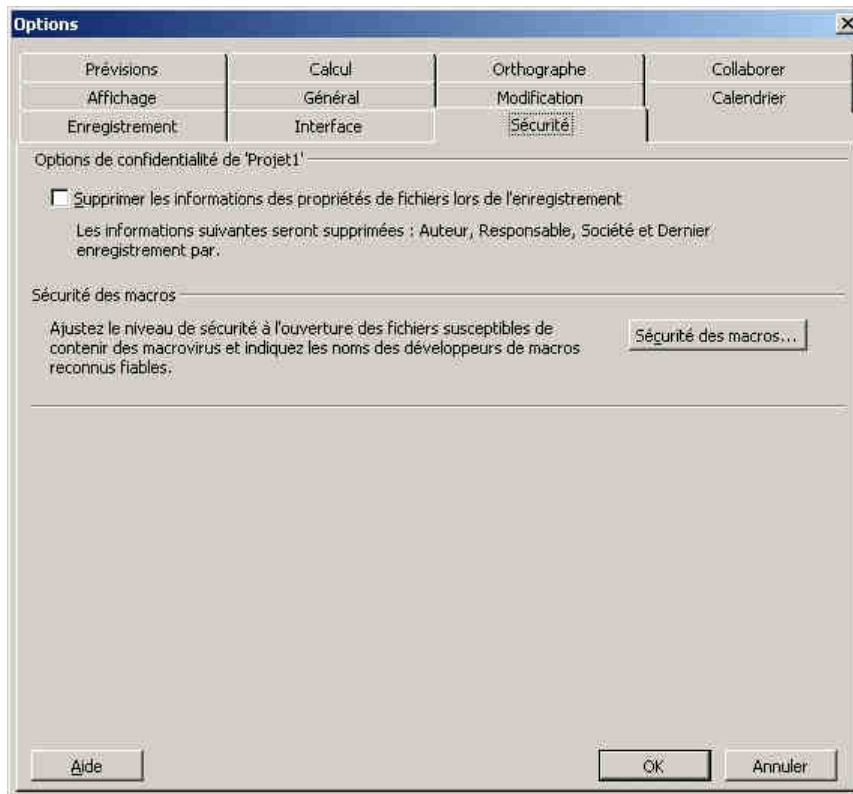 Options
Prévisions Calcul Orthographe Collaborer
Affichage Général Modification Calendrier
Enregistrement Interface Sécurité
Options de confidentialité de 'Projet1'
Supprimer les informations des propriétés de fichiers lors de l'enregistrement
Les informations suivantes seront supprimées : Auteur, Responsable, Société et Dernier
enregistrement par.
Sécurité des macros
Ajustez le niveau de sécurité à l'ouverture des fichiers susceptibles de
contenir des macrovirus et indiquez les noms des développeurs de macros
reconnus fiables.
Sécurité des macros...
Aide OK Annuler